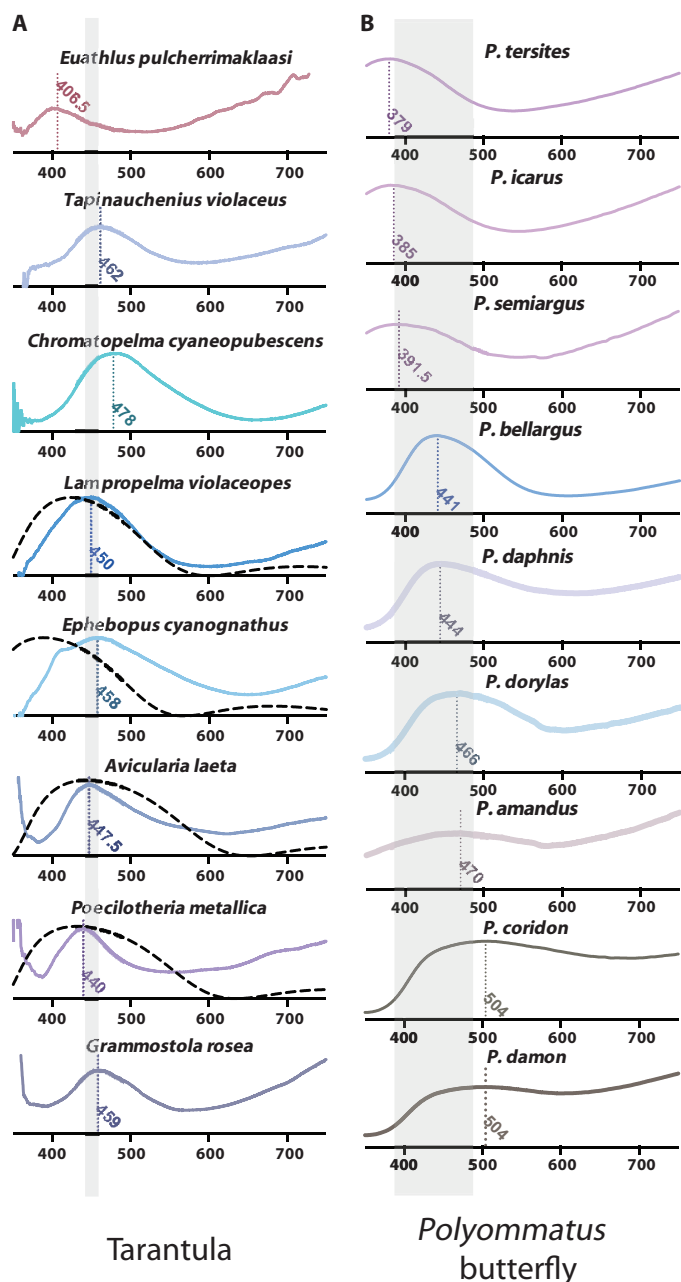 A
Euathlus pulcherrimaklaasi
406.5
400 500 600 700
Tapinauchenius violaceus
462
400 500 600 700
Chromatopelma cyaneopubescens
478
400 500 600 700
Lampropelma violaceopes
450
400 500 600 700
Ephebopus cyanognathus
458
400 500 600 700
Avicularia laeta
447.5
400 500 600 700
Poecilotheria metallica
440
400 500 600 700
Grammostola rosea
459
400 500 600 700
Tarantula
B
P. tersites
379
400 500 600 700
P. icarus
385
400 500 600 700
P. semiargus
391.5
400 500 600 700
P. bellargus
441
400 500 600 700
P. daphnis
444
400 500 600 700
P. dorylas
466
400 500 600 700
P. amandus
470
400 500 600 700
P. coridon
504
400 500 600 700
P. damon
504
400 500 600 700
Polyommatus
butterfly